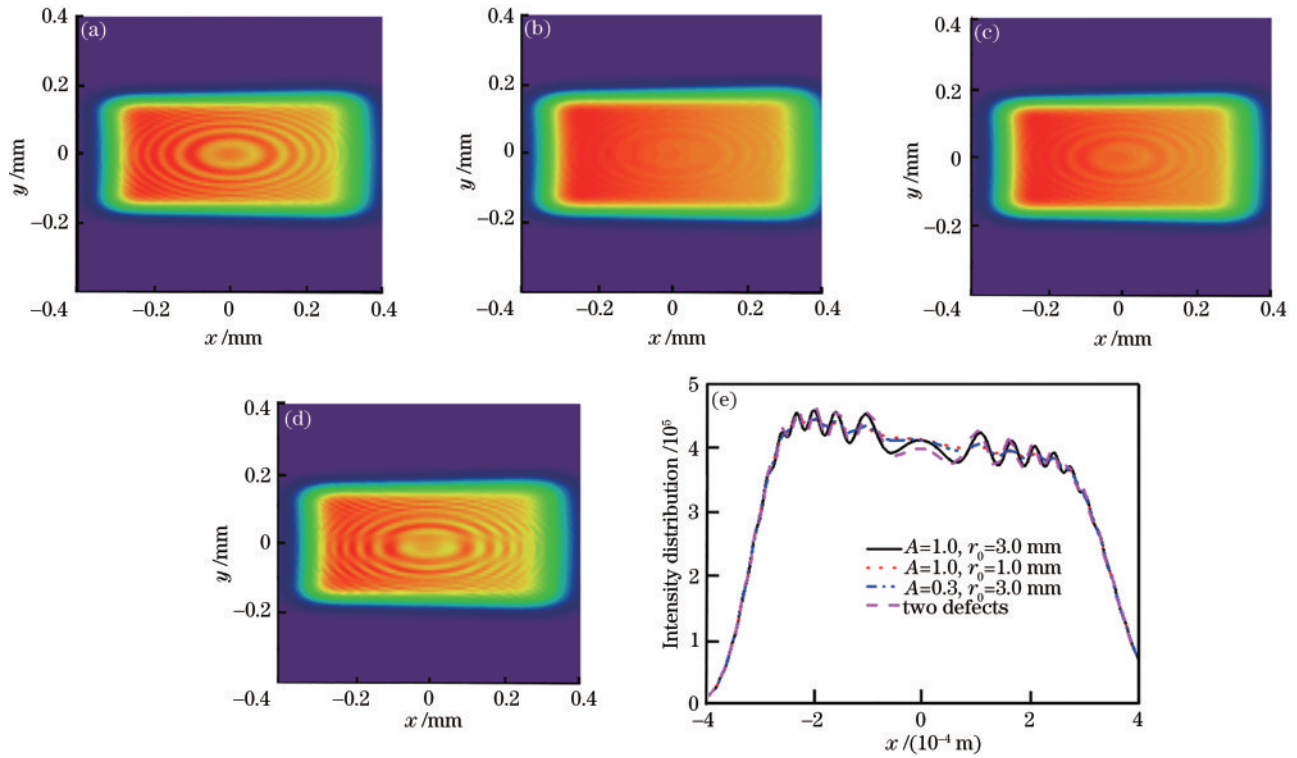 (a)
0.4
0.2
0
−0.2
−0.4
−0.2
0
0.2
0.4
y /mm
x /mm
(b)
0.4
0.2
0
−0.2
−0.4
−0.2
0
0.2
0.4
y /mm
x /mm
(c)
0.4
0.2
0
−0.2
−0.4
−0.2
0
0.2
0.4
y /mm
x /mm
(d)
0.4
0.2
0
−0.2
−0.4
−0.2
0
0.2
0.4
y /mm
x /mm
(e)
5
4
3
2
1
0
−4
−2
0
2
4
Intensity distribution /10⁵
A=1.0, r₀=3.0 mm
A=1.0, r₀=1.0 mm
A=0.3, r₀=3.0 mm
two defects
x /(10⁻⁴ m)